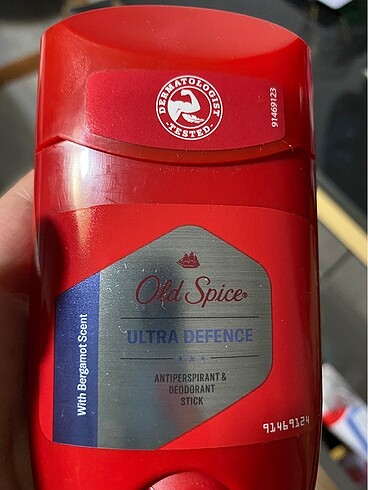 DERMATOLOGIST
•TESTED•
91469123
Old Spice®
ULTRA DEFENCE
ANTIPERSPIRANT &
DEODORANT
STICK
With Bergamot Scent
91469124